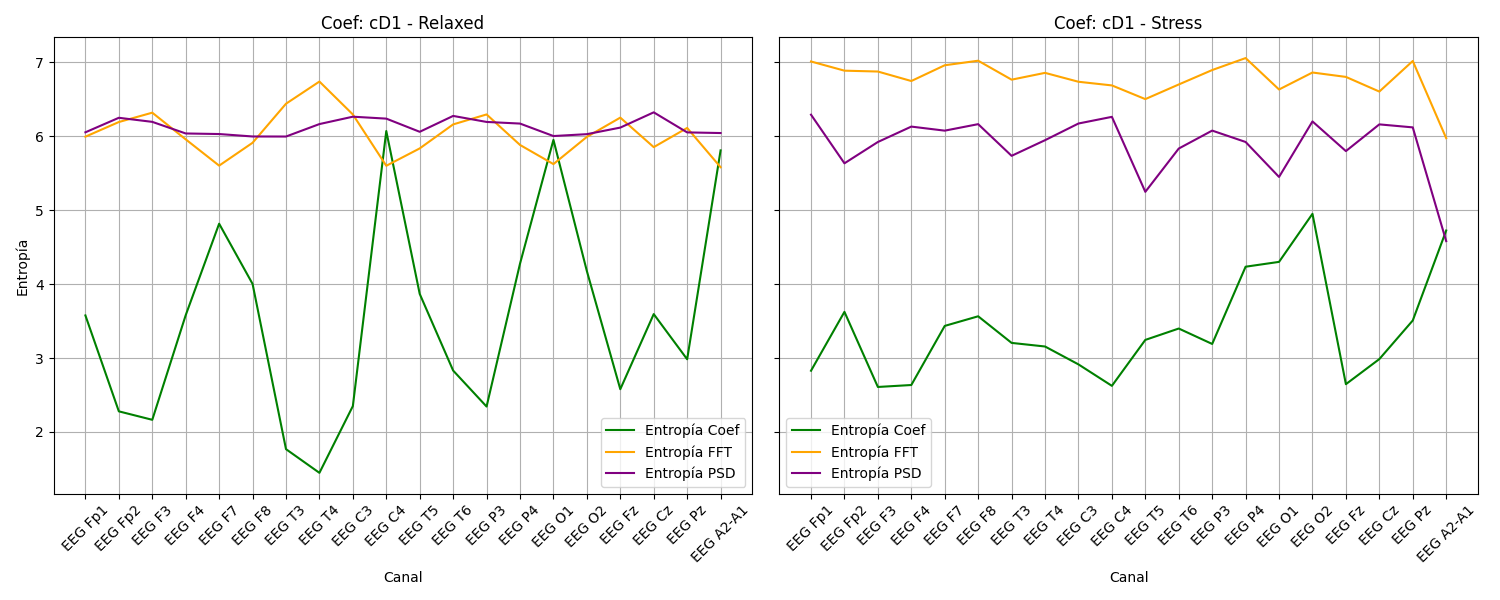 Coef: cD1 - Relaxed
Entropía
7
6
5
4
3
2
Entropía Coef
Entropía FFT
Entropía PSD
EEG Fp1
EEG Fp2
EEG F3
EEG F4
EEG F7
EEG F8
EEG T3
EEG T4
EEG C3
EEG C4
EEG T5
EEG T6
EEG P3
EEG P4
EEG O1
EEG O2
EEG Fz
EEG Cz
EEG Pz
EEG A2-A1
Canal
Coef: cD1 - Stress
Entropía Coef
Entropía FFT
Entropía PSD
EEG Fp1
EEG Fp2
EEG F3
EEG F4
EEG F7
EEG F8
EEG T3
EEG T4
EEG C3
EEG C4
EEG T5
EEG T6
EEG P3
EEG P4
EEG O1
EEG O2
EEG Fz
EEG Cz
EEG Pz
EEG A2-A1
Canal